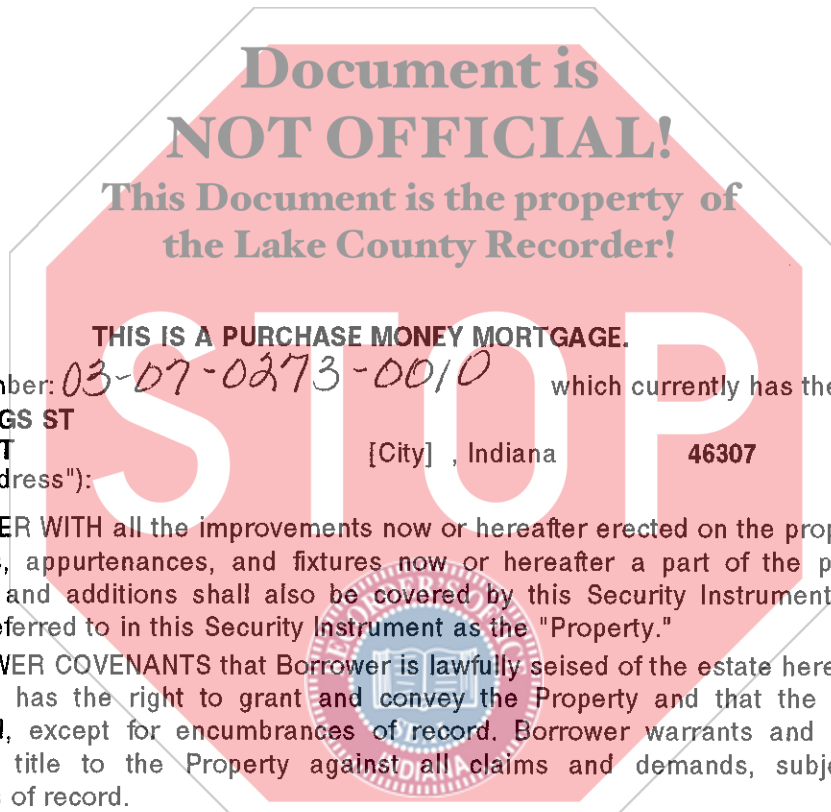 Document is
NOT OFFICIAL!
This Document is the property of
the Lake County Recorder!
STOP
THIS IS A PURCHASE MONEY MORTGAGE.
nber: 03-07-0273-0010 which currently has the
GS ST
T [City] , Indiana 46307
dress"):
ER WITH all the improvements now or hereafter erected on the prop
, appurtenances, and fixtures now or hereafter a part of the p
and additions shall also be covered by this Security Instrument
eferred to in this Security Instrument as the "Property."
WER COVENANTS that Borrower is lawfully seised of the estate here
has the right to grant and convey the Property and that the
, except for encumbrances of record. Borrower warrants and
title to the Property against all claims and demands, subj
of record.
RECORDER'S OFFICE
INDIANA